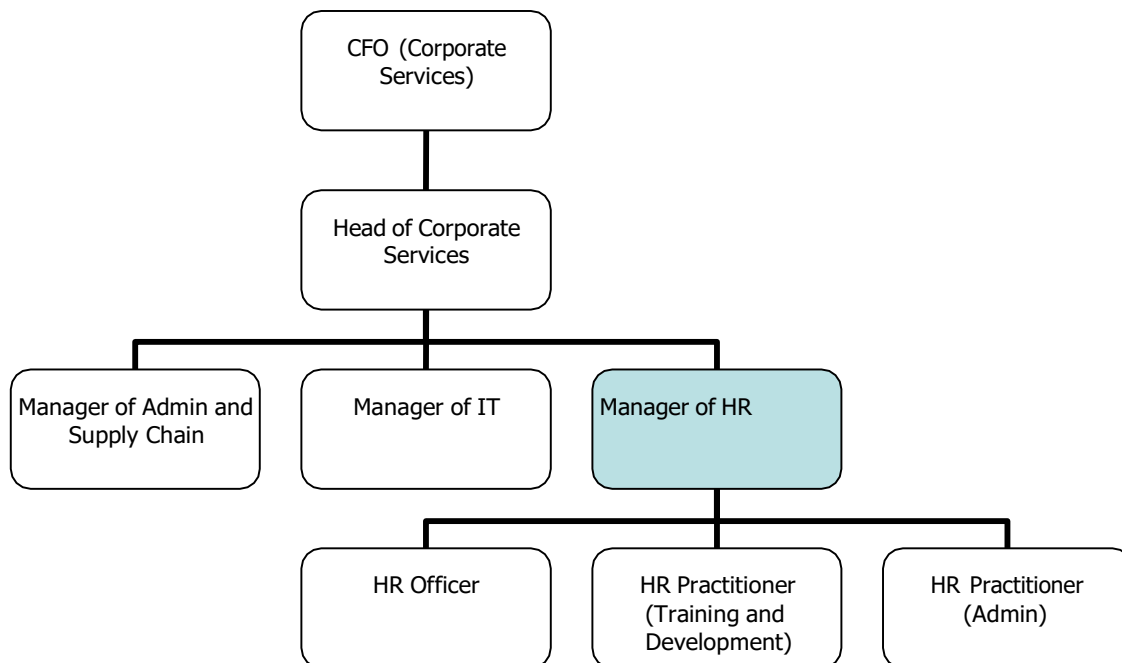 CFO (Corporate
Services)
Head of Corporate
Services
Manager of Admin and
Supply Chain
Manager of IT
Manager of HR
HR Officer
HR Practitioner
(Training and
Development)
HR Practitioner
(Admin)